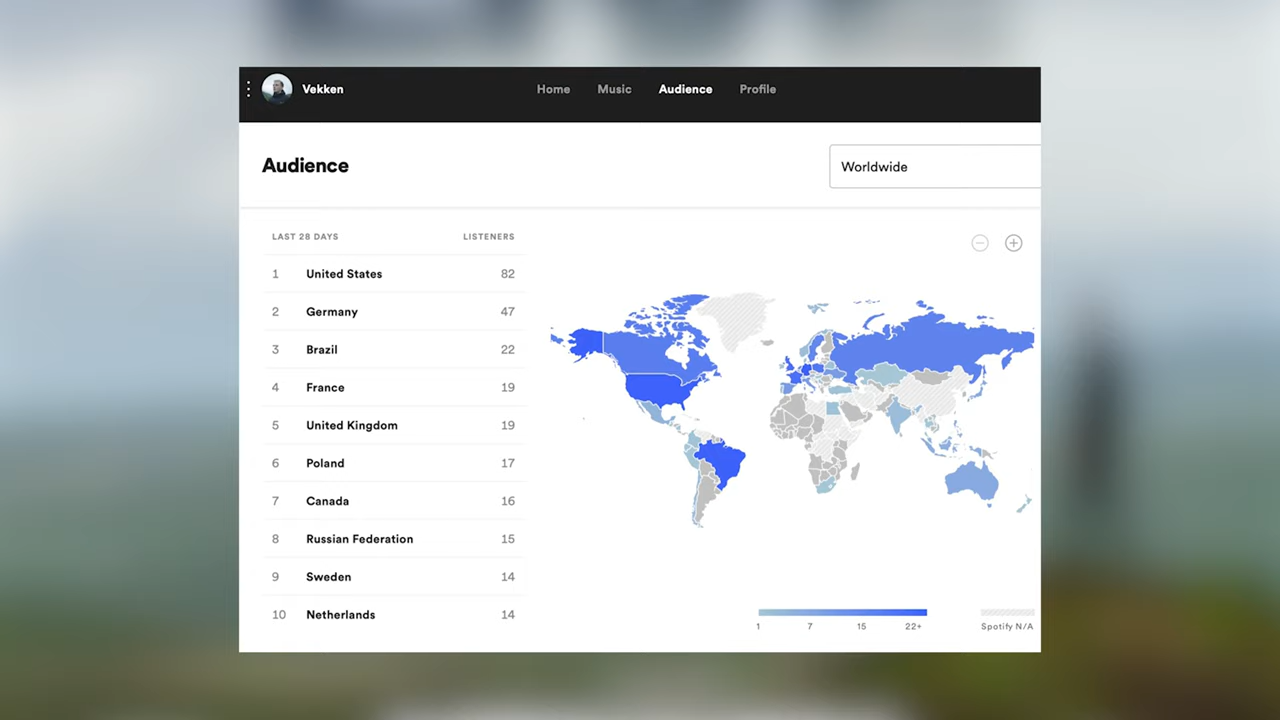 Vekken
Home Music Audience Profile
Audience
Worldwide
LAST 28 DAYS LISTENERS
1 United States 82
2 Germany 47
3 Brazil 22
4 France 19
5 United Kingdom 19
6 Poland 17
7 Canada 16
8 Russian Federation 15
9 Sweden 14
10 Netherlands 14
1 7 15 22+
Spotify N/A